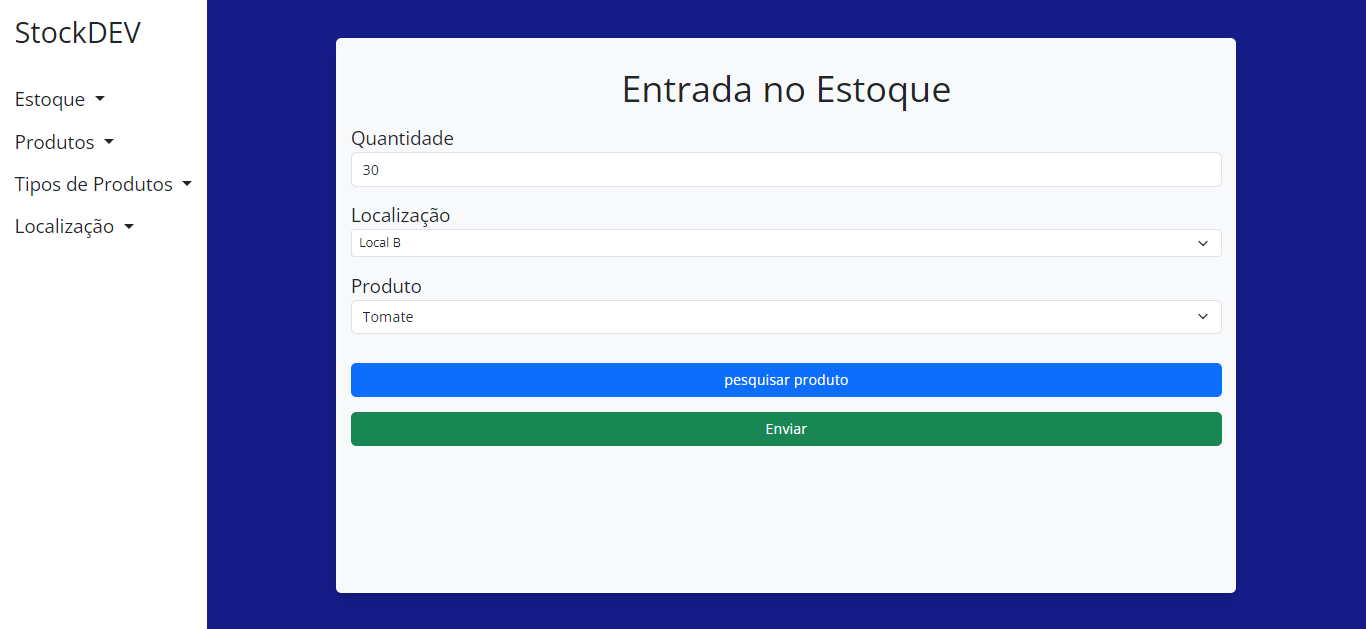 StockDEV
Estoque
Produtos
Tipos de Produtos
Localização
Entrada no Estoque
Quantidade
30
Localização
Local B
Produto
Tomate
pesquisar produto
Enviar